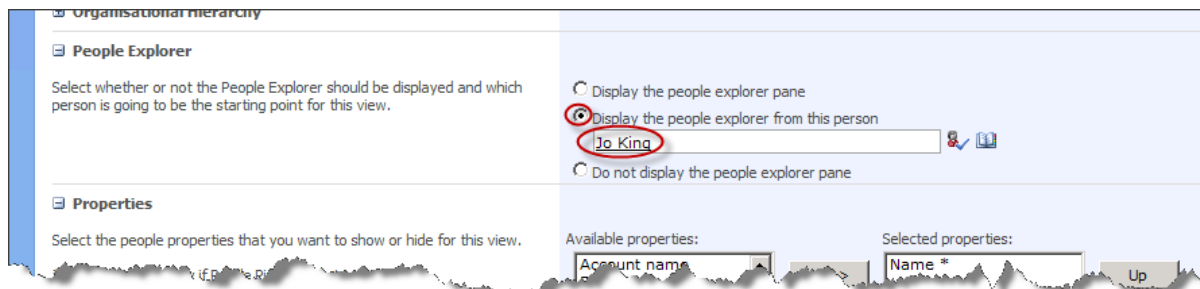 Organisational Hierarchy
People Explorer
Select whether or not the People Explorer should be displayed and which
person is going to be the starting point for this view.
Display the people explorer pane
Display the people explorer from this person
Jo King
Do not display the people explorer pane
Properties
Select the people properties that you want to show or hide for this view.
Available properties:
Selected properties:
Account name
>
Name *
Up